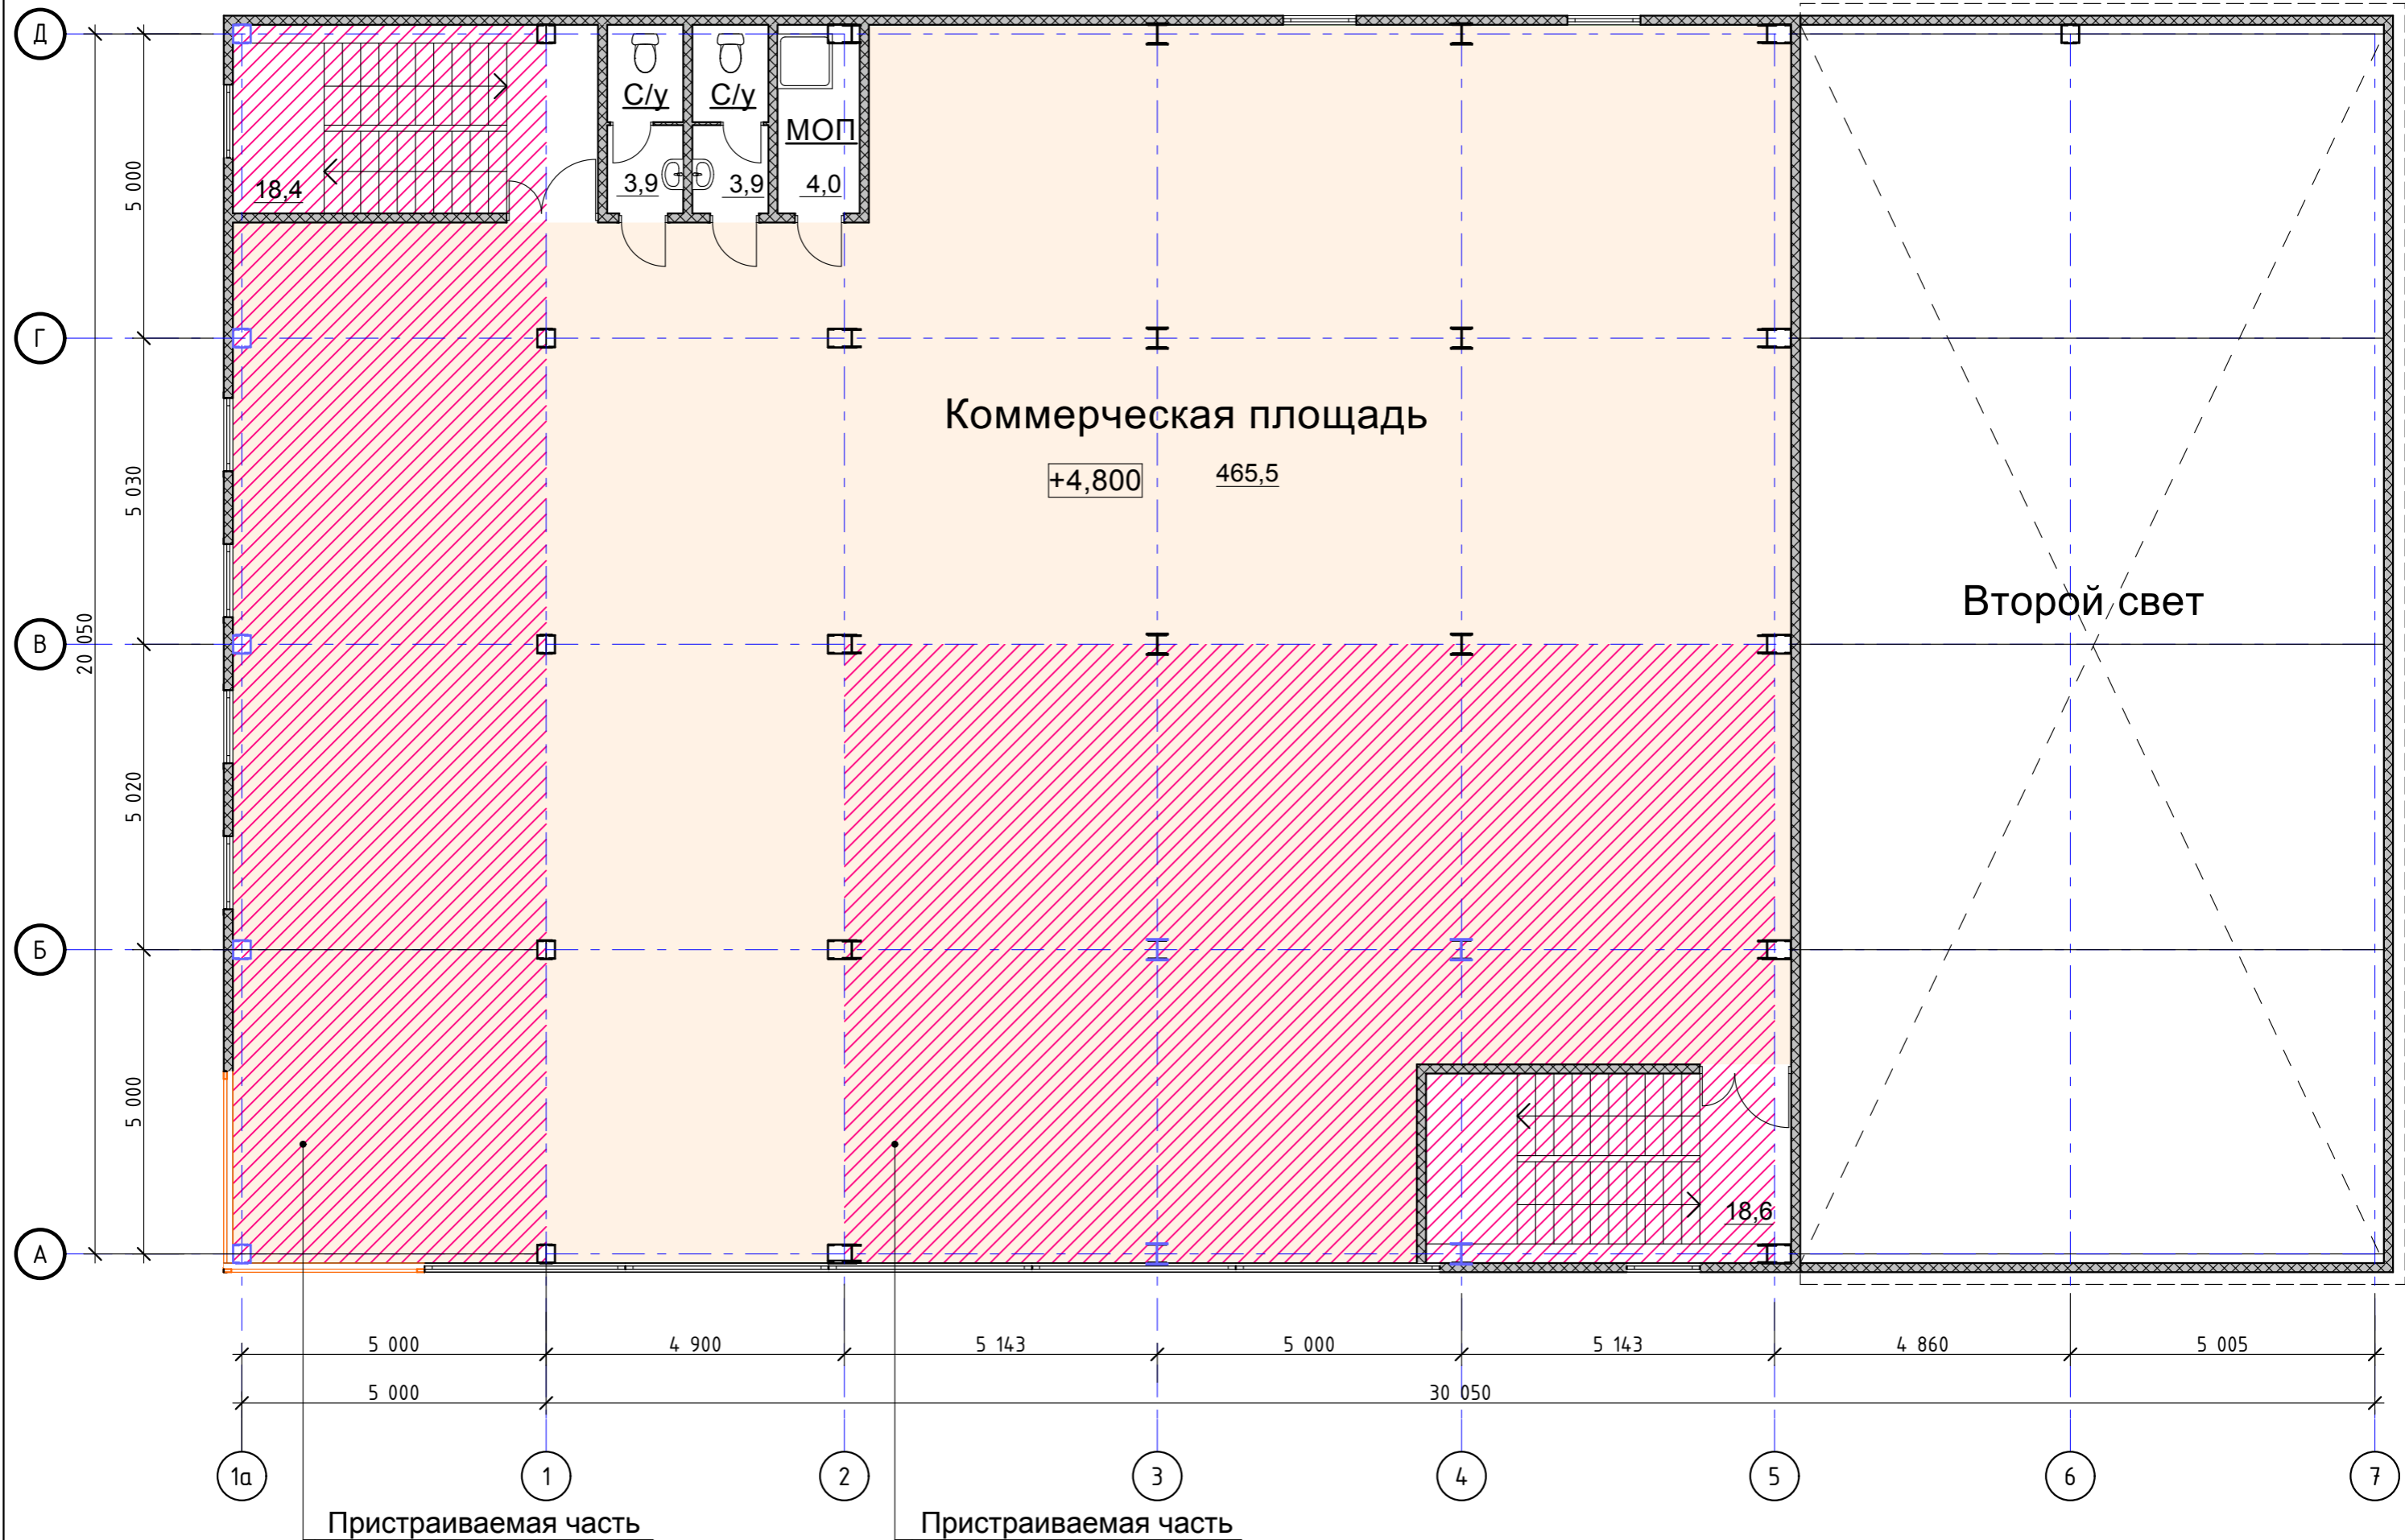 Д
С/у
С/у
МОП
18,4
3,9
3,9
4,0
5 000
Г
Коммерческая площадь
+4,800
465,5
5 030
Второй свет
В
20 050
5 020
Б
5 000
18,6
А
5 000
4 900
5 143
5 000
5 143
4 860
5 005
5 000
30 050
1а
1
2
3
4
5
6
7
Пристраиваемая часть
Пристраиваемая часть